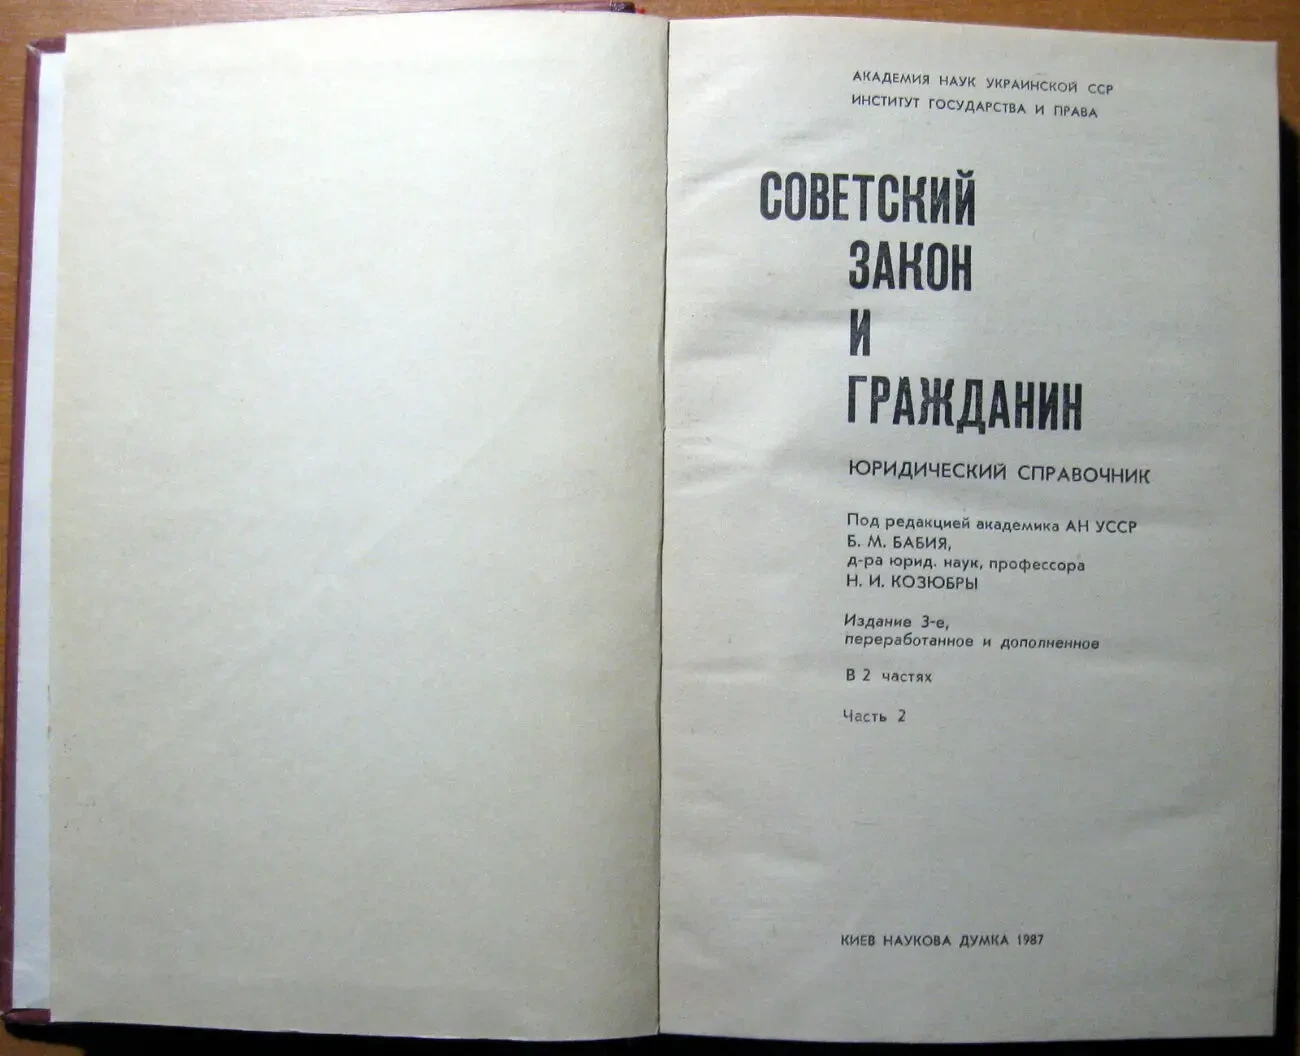 АКАДЕМИЯ НАУК УКРАИНСКОЙ ССР
ИНСТИТУТ ГОСУДАРСТВА И ПРАВА
СОВЕТСКИЙ
ЗАКОН
И
ГРАЖДАНИН
ЮРИДИЧЕСКИЙ СПРАВОЧНИК
Под редакцией академика АН УССР
Б. М. БАБИЯ,
д-ра юрид. наук, профессора
Н. И. КОЗЮБРЫ
Издание 3-е,
переработанное и дополненное
В 2 частях
Часть 2
КИЕВ НАУКОВА ДУМКА 1987